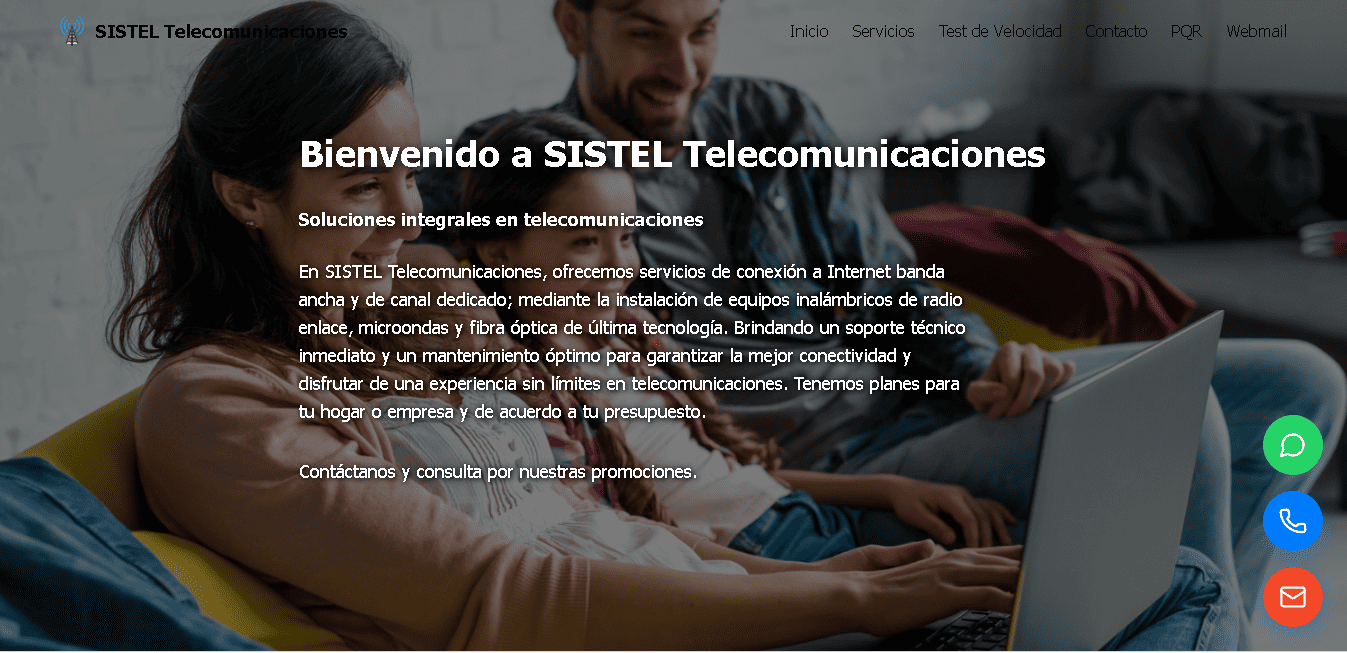 SISTEL Telecomunicaciones
Inicio Servicios Test de Velocidad Contacto PQR Webmail
Bienvenido a SISTEL Telecomunicaciones
Soluciones integrales en telecomunicaciones
En SISTEL Telecomunicaciones, ofrecemos servicios de conexión a Internet banda
ancha y de canal dedicado; mediante la instalación de equipos inalámbricos de radio
enlace, microondas y fibra óptica de última tecnología. Brindando un soporte técnico
inmediato y un mantenimiento óptimo para garantizar la mejor conectividad y
disfrutar de una experiencia sin límites en telecomunicaciones. Tenemos planes para
tu hogar o empresa y de acuerdo a tu presupuesto.
Contáctanos y consulta por nuestras promociones.